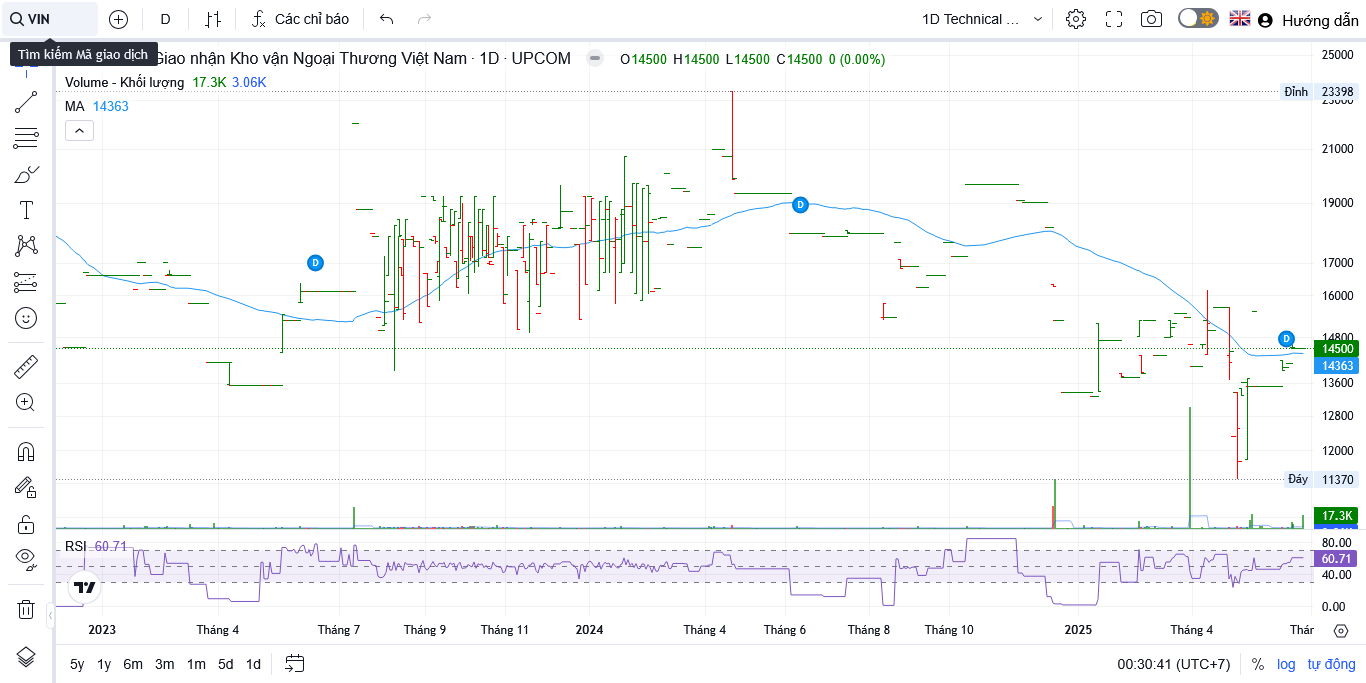 VIN
D
Các chỉ báo
1D Technical ...
Hướng dẫn
Tìm kiếm Mã giao dịch
Giao nhận Kho vận Ngoại Thương Việt Nam · 1D · UPCOM
O14500 H14500 L14500 C14500 0 (0.00%)
Volume - Khối lượng 17.3K 3.06K
MA 14363
25000
Đỉnh 23398
23000
21000
19000
17000
16000
14800
14500
14363
13600
12800
12000
Đáy 11370
17.3K
D
D
D
RSI 60.71
80.00
60.71
40.00
0.00
2023 Tháng 4 Tháng 7 Tháng 9 Tháng 11 2024 Tháng 4 Tháng 6 Tháng 8 Tháng 10 2025 Tháng 4 Thár
5y 1y 6m 3m 1m 5d 1d
00:30:41 (UTC+7) % log tự động